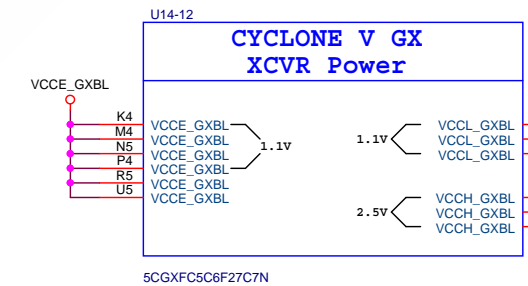 U14-12
CYCLONE V GX
XCVR Power
VCCE_GXBL
K4 VCCE_GXBL VCCL_GXBL
M4 VCCE_GXBL 1.1V 1.1V VCCL_GXBL
N5 VCCE_GXBL VCCL_GXBL
P4 VCCE_GXBL
R5 VCCE_GXBL VCCH_GXBL
U5 VCCE_GXBL 2.5V VCCH_GXBL
VCCH_GXBL
5CGXFC5C6F27C7N